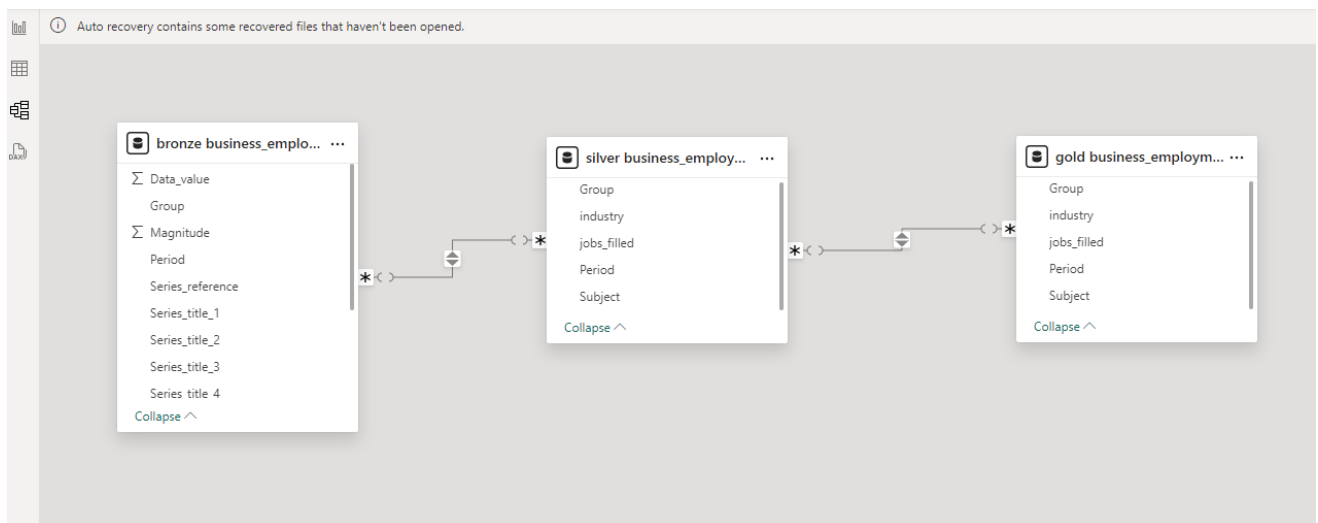 Auto recovery contains some recovered files that haven't been opened.
bronze business_emplo... ...
Σ Data_value
Group
Σ Magnitude
Period
Series_reference
Series_title_1
Series_title_2
Series_title_3
Series title 4
Collapse
silver business_employ... ...
Group
industry
jobs_filled
Period
Subject
Collapse
gold business_employm... ...
Group
industry
jobs_filled
Period
Subject
Collapse
DAX